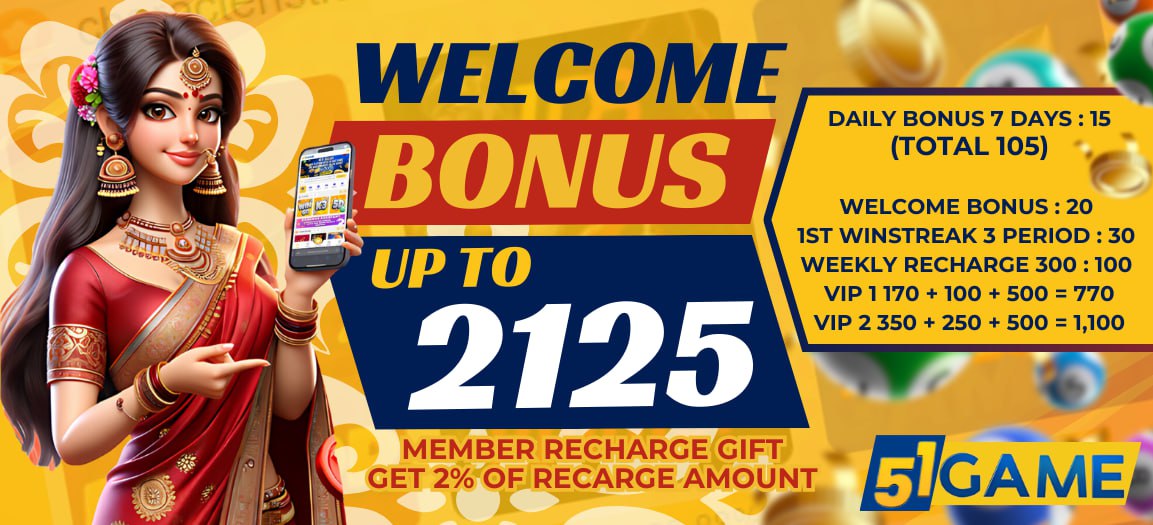 WELCOME
BONUS
UP TO
2125
MEMBER RECHARGE GIFT
GET 2% OF RECARGE AMOUNT
DAILY BONUS 7 DAYS : 15
(TOTAL 105)
WELCOME BONUS : 20
1ST WINSTREAK 3 PERIOD : 30
WEEKLY RECHARGE 300 : 100
VIP 1 170 + 100 + 500 = 770
VIP 2 350 + 250 + 500 = 1,100
51GAME